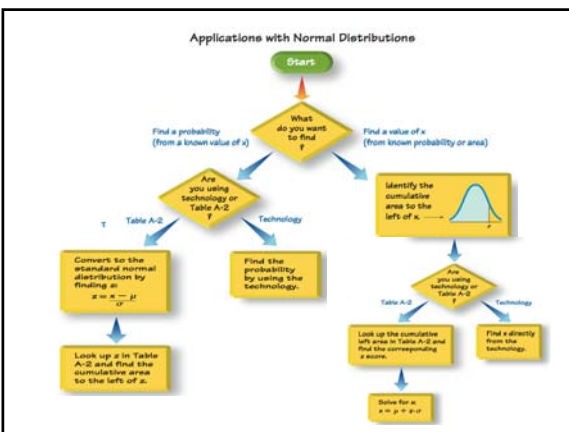 Applications with Normal Distributions
Start
What
do you want
to find
?
Find a probability
(from a known value of x)
Find a value of x
(from known probability or area)
Are
you using
technology or
Table A-2
?
T
Table A-2
Technology
Convert to the
standard normal
distribution by
finding z:
z = x − μ
σ
Look up z in Table
A-2 and find the
cumulative area
to the left of z.
Find the
probability
by using the
technology.
Identify the
cumulative
area to the
left of x.
Are
you using
technology or
Table A-2
?
Table A-2
Technology
Look up the cumulative
left area in Table A-2 and
find the corresponding
z score.
Solve for x:
x = μ + z·σ
Find x directly
from the
technology.